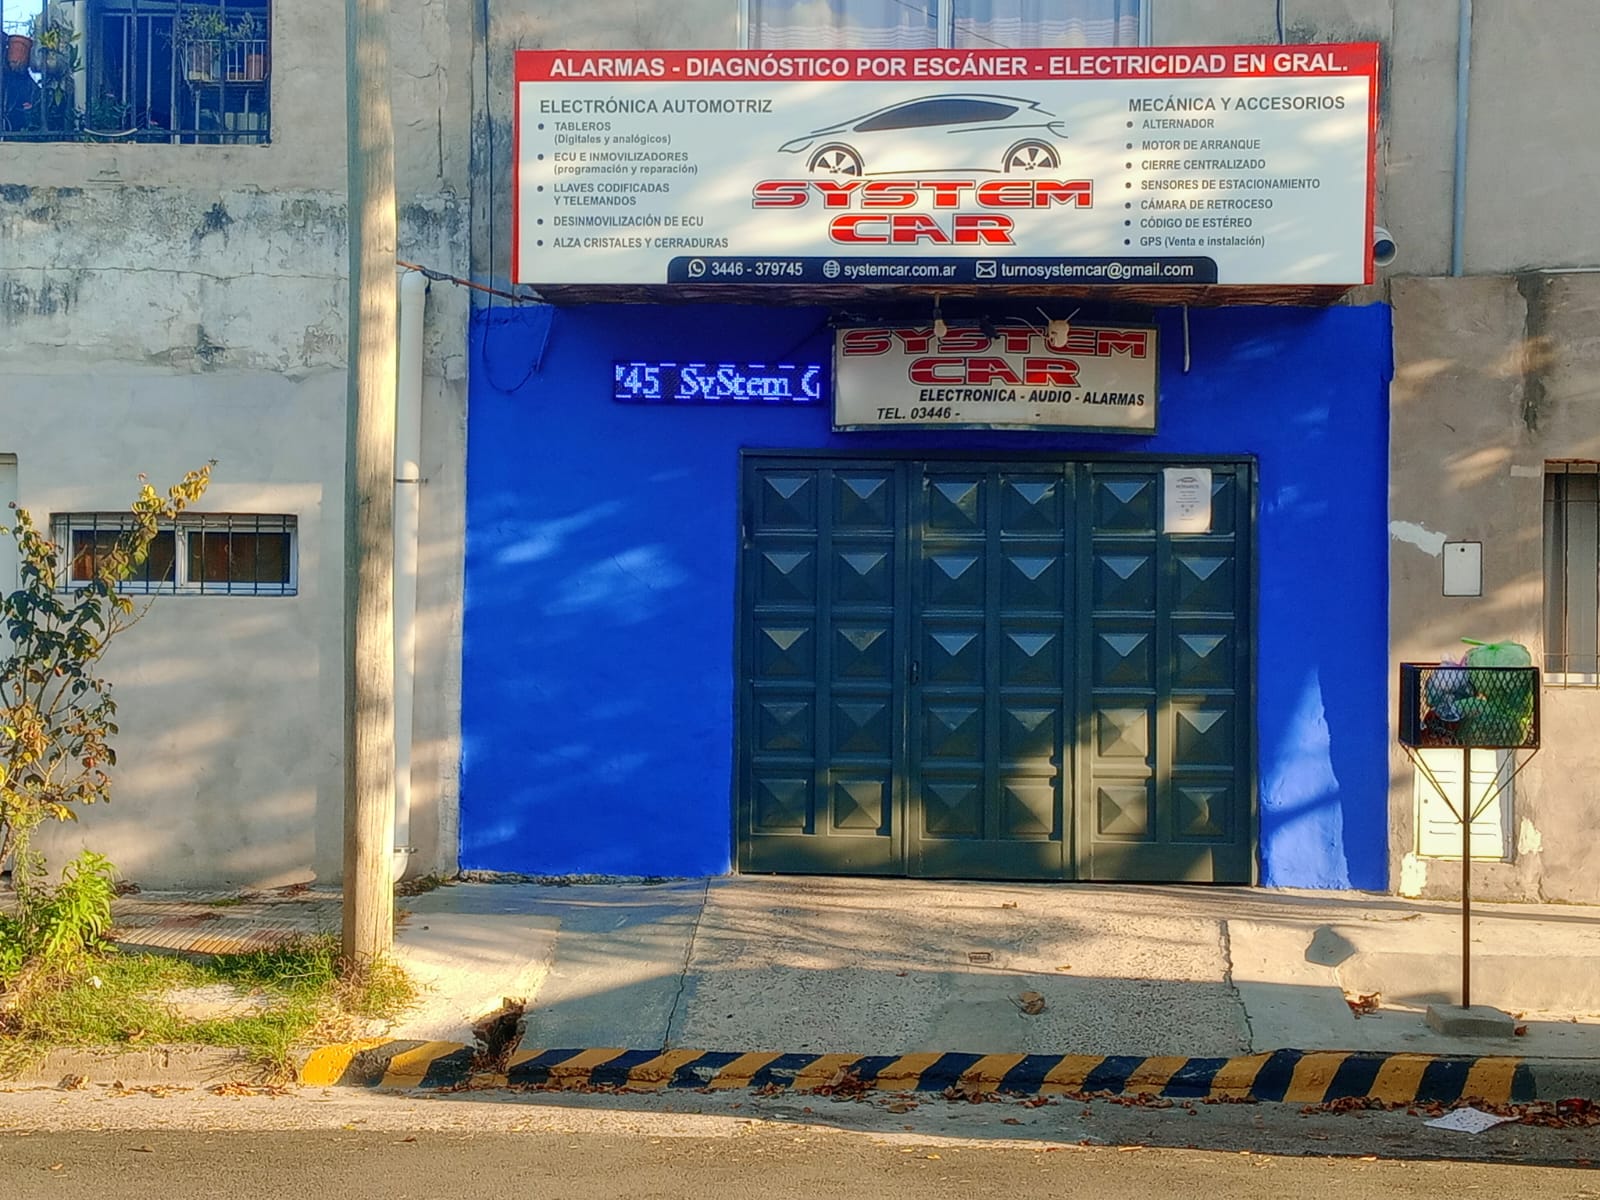 ALARMAS - DIAGNÓSTICO POR ESCÁNER - ELECTRICIDAD EN GRAL.
ELECTRÓNICA AUTOMOTRIZ
• TABLEROS
(Digitales y analógicos)
• ECU E INMOVILIZADORES
(programación y reparación)
• LLAVES CODIFICADAS
Y TELEMANDOS
• DESINMOVILIZACIÓN DE ECU
• ALZA CRISTALES Y CERRADURAS
SYSTEM
CAR
MECÁNICA Y ACCESORIOS
• ALTERNADOR
• MOTOR DE ARRANQUE
• CIERRE CENTRALIZADO
• SENSORES DE ESTACIONAMIENTO
• CÁMARA DE RETROCESO
• CÓDIGO DE ESTÉREO
• GPS (Venta e instalación)
3446 - 379745 systemcar.com.ar turnosystemcar@gmail.com
45 SyStem C
SYSTEM
CAR
ELECTRONICA - AUDIO - ALARMAS
TEL. 03446 - -